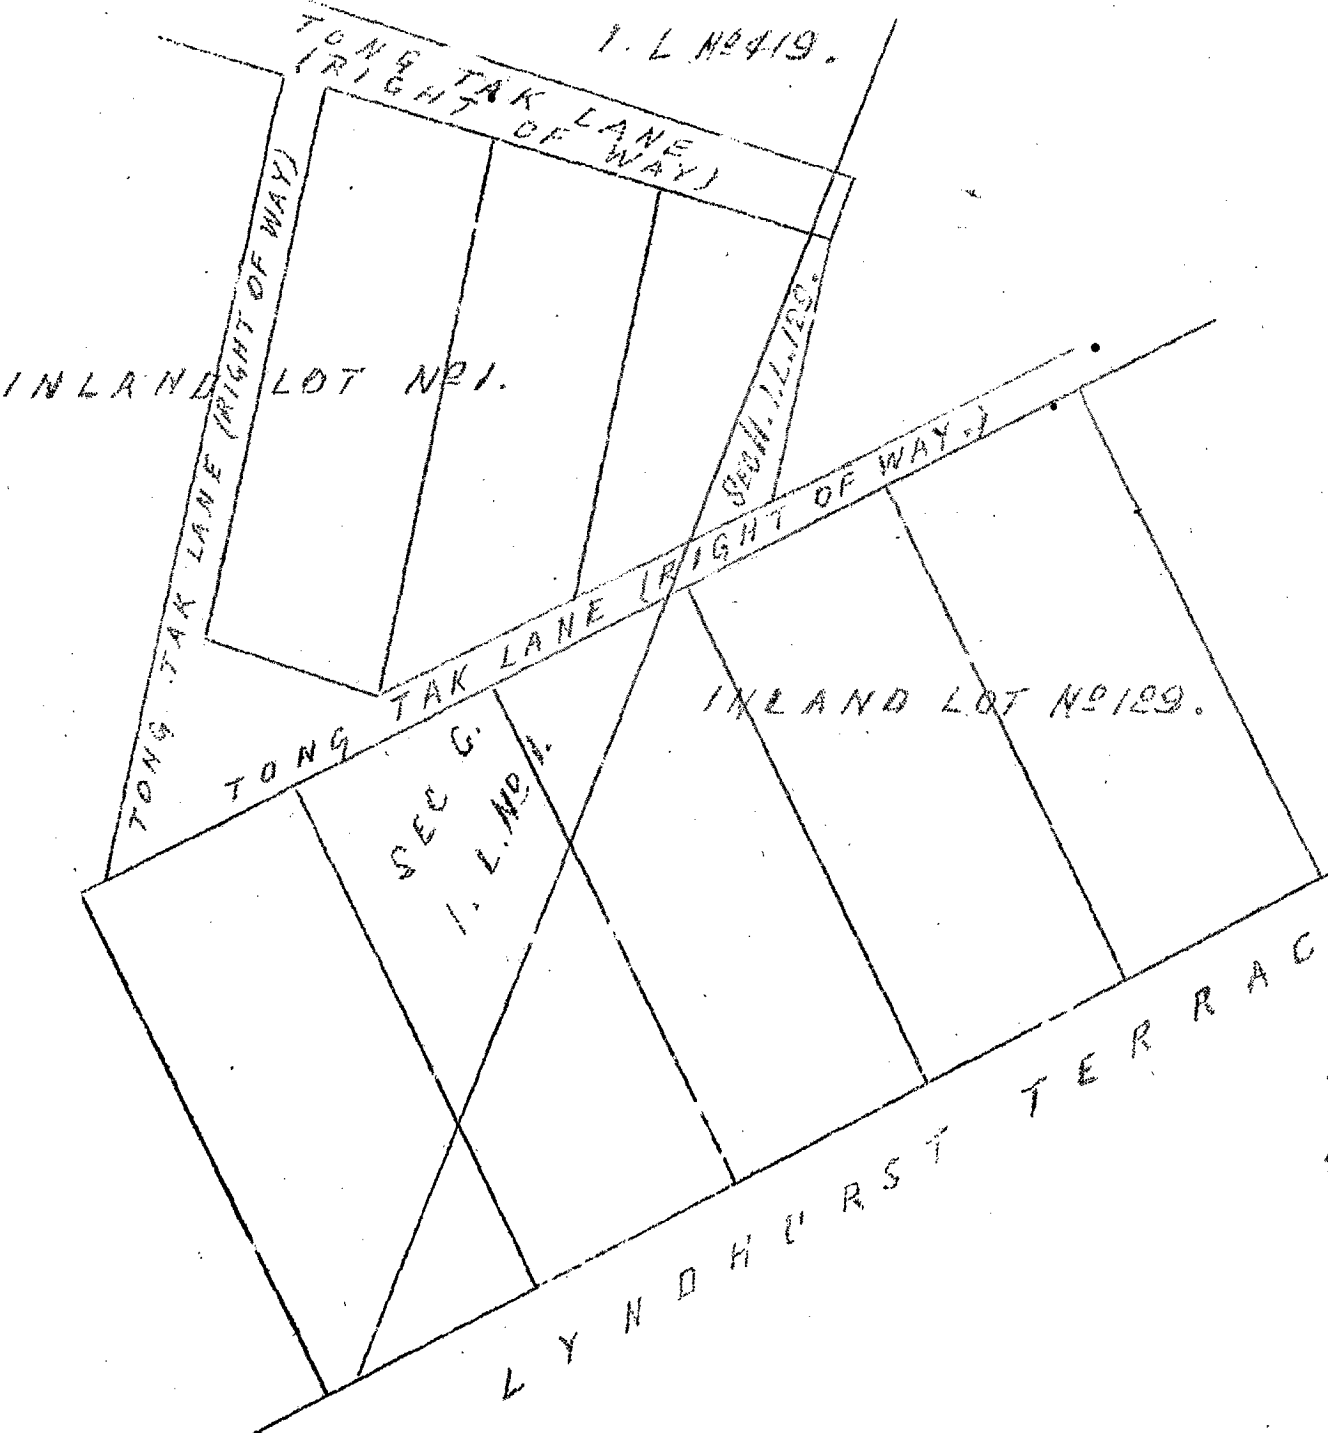 I. L Nº 419.
TONG TAK LANE
(RIGHT OF WAY)
TONG TAK LANE (RIGHT OF WAY)
INLAND LOT Nº 1.
SEC H. I.L. 129.
TONG TAK LANE (RIGHT OF WAY.)
SEC G.
I. L. Nº 1.
INLAND LOT Nº 129.
LYNDHURST TERRAC